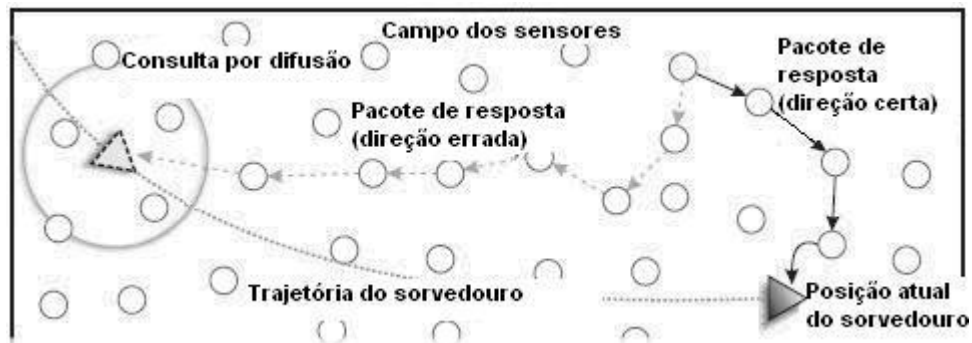 Campo dos sensores
Consulta por difusão
Pacote de
resposta
(direção certa)
Pacote de resposta
(direção errada)
Trajetória do sorvedouro
Posição atual
do sorvedouro